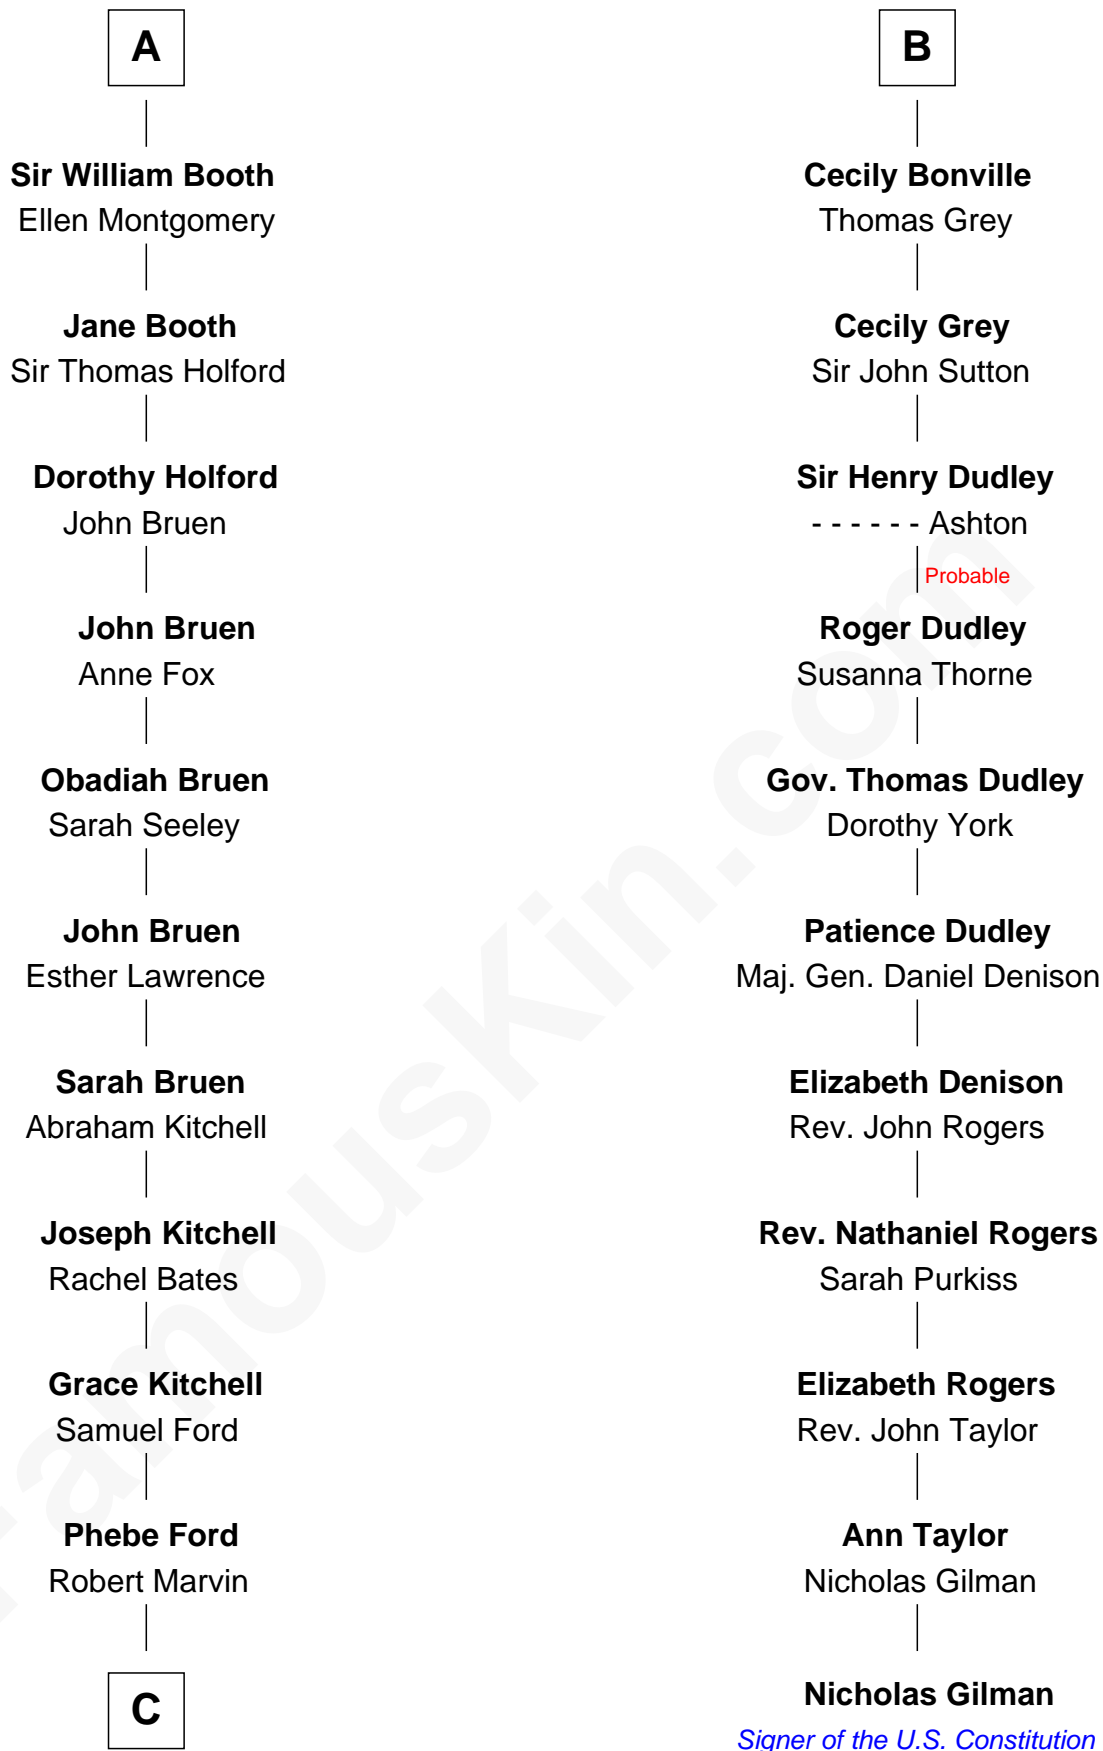 A
Sir William Booth
Ellen Montgomery
Jane Booth
Sir Thomas Holford
Dorothy Holford
John Bruen
John Bruen
Anne Fox
Obadiah Bruen
Sarah Seeley
John Bruen
Esther Lawrence
Sarah Bruen
Abraham Kitchell
Joseph Kitchell
Rachel Bates
Grace Kitchell
Samuel Ford
Phebe Ford
Robert Marvin
C
B
Cecily Bonville
Thomas Grey
Cecily Grey
Sir John Sutton
Sir Henry Dudley
- - - - - - Ashton
Probable
Roger Dudley
Susanna Thorne
Gov. Thomas Dudley
Dorothy York
Patience Dudley
Maj. Gen. Daniel Denison
Elizabeth Denison
Rev. John Rogers
Rev. Nathaniel Rogers
Sarah Purkiss
Elizabeth Rogers
Rev. John Taylor
Ann Taylor
Nicholas Gilman
Nicholas Gilman
Signer of the U.S. Constitution
FamousKin.com